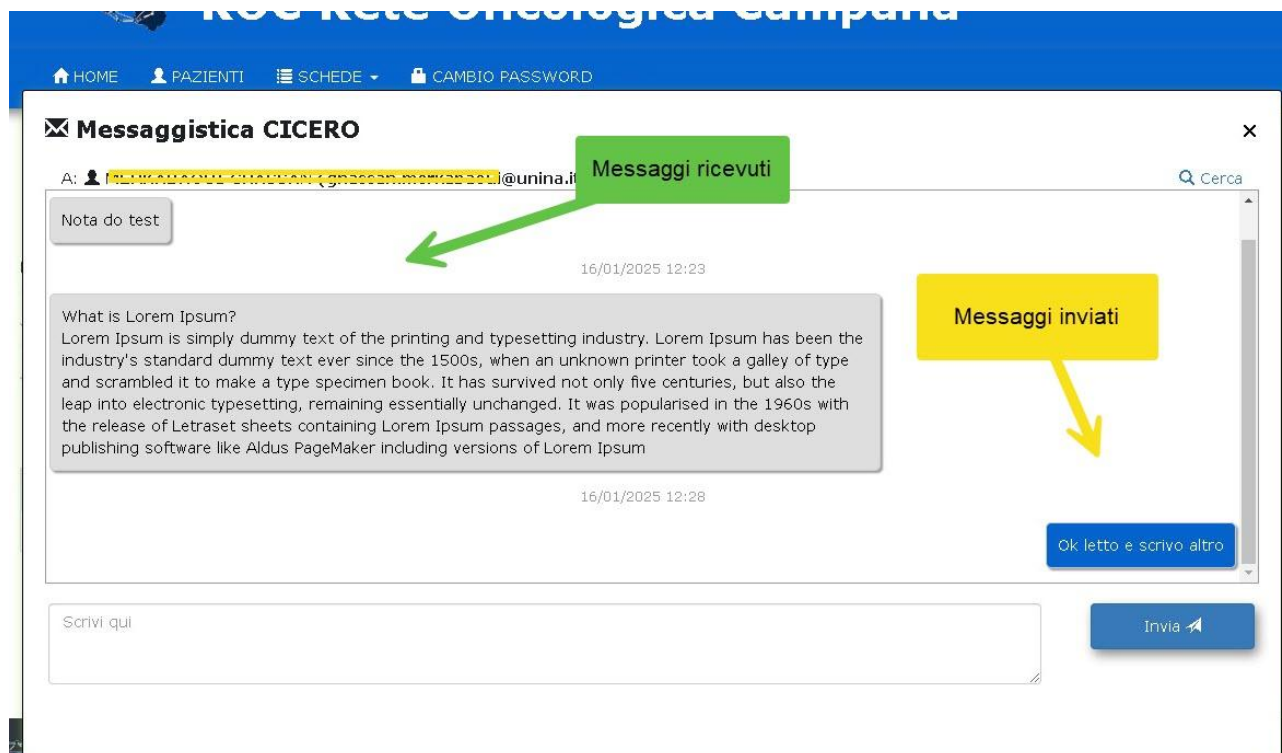 ROC Rete Oncologica Campana
HOME PAZIENTI SCHEDE CAMBIO PASSWORD
Messaggistica CICERO ×
A: @unina.it Cerca
Messaggi ricevuti
Nota do test
16/01/2025 12:23
Messaggi inviati
What is Lorem Ipsum?
Lorem Ipsum is simply dummy text of the printing and typesetting industry. Lorem Ipsum has been the
industry's standard dummy text ever since the 1500s, when an unknown printer took a galley of type
and scrambled it to make a type specimen book. It has survived not only five centuries, but also the
leap into electronic typesetting, remaining essentially unchanged. It was popularised in the 1960s with
the release of Letraset sheets containing Lorem Ipsum passages, and more recently with desktop
publishing software like Aldus PageMaker including versions of Lorem Ipsum
16/01/2025 12:28
Ok letto e scrivo altro
Scrivi qui
Invia